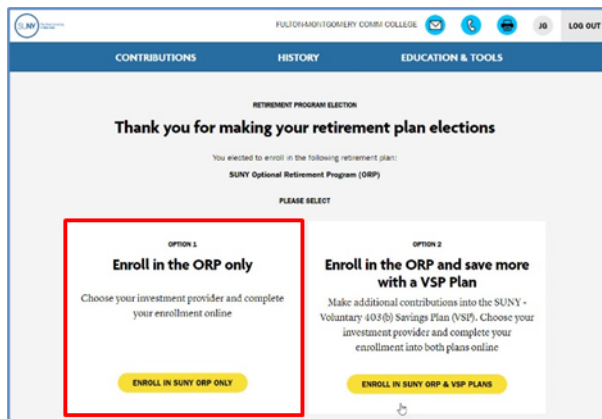 SUNY
FULTON-MONTGOMERY COMM COLLEGE
JG
LOG OUT
CONTRIBUTIONS
HISTORY
EDUCATION & TOOLS
RETIREMENT PROGRAM ELECTION
Thank you for making your retirement plan elections
You elected to enroll in the following retirement plan:
SUNY Optional Retirement Program (ORP)
PLEASE SELECT
OPTION 1
Enroll in the ORP only
Choose your investment provider and complete
your enrollment online
ENROLL IN SUNY ORP ONLY
OPTION 2
Enroll in the ORP and save more
with a VSP Plan
Make additional contributions into the SUNY -
Voluntary 403(b) Savings Plan (VSP). Choose your
investment provider and complete your
enrollment into both plans online
ENROLL IN SUNY ORP & VSP PLANS